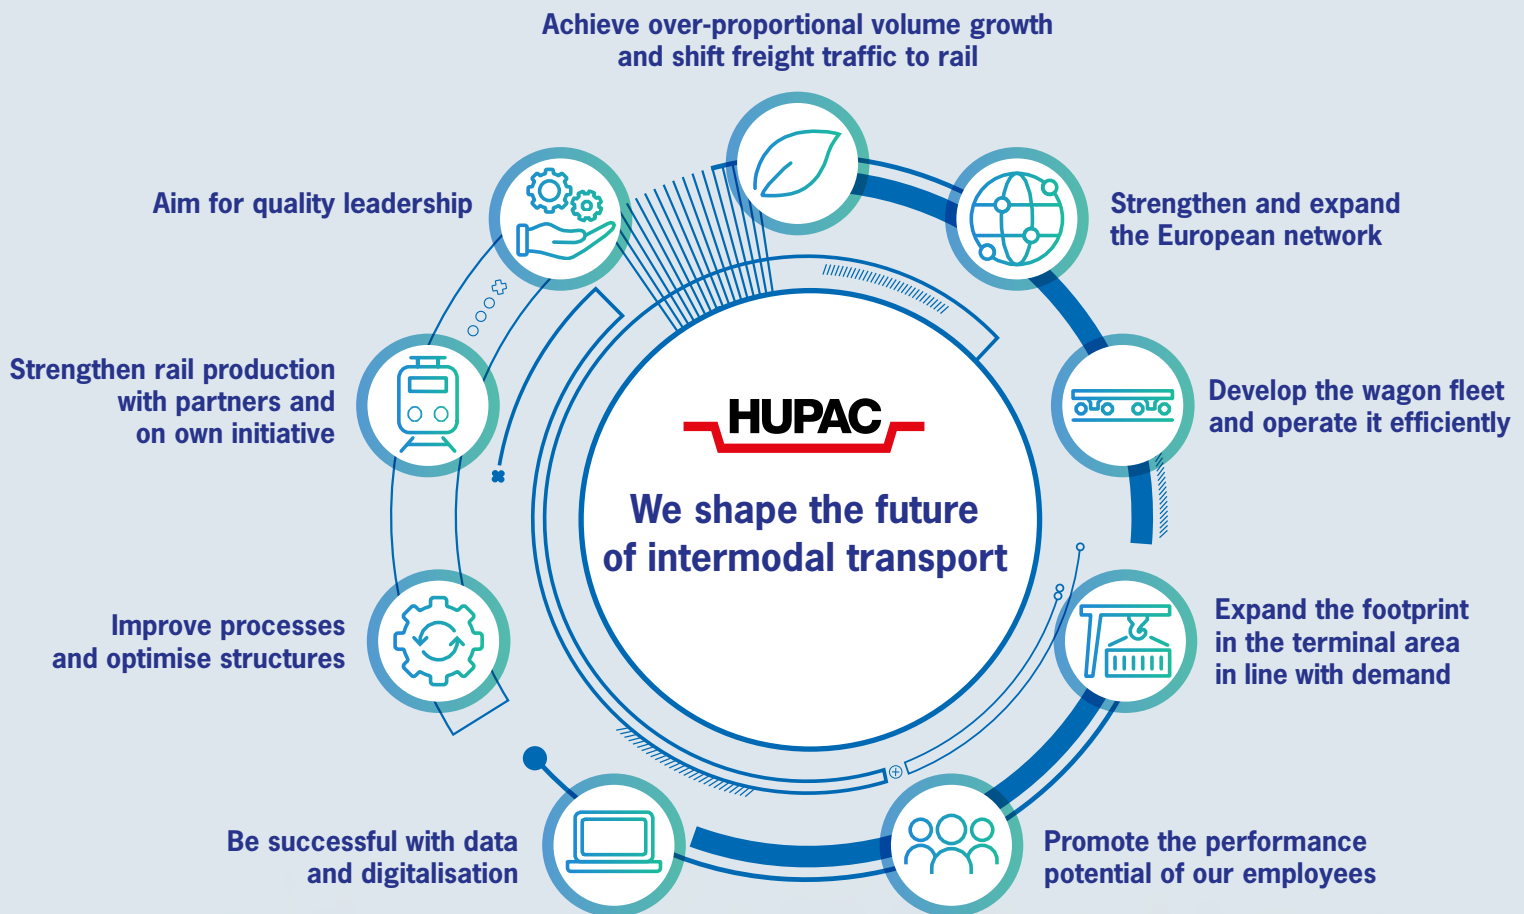 Achieve over-proportional volume growth
and shift freight traffic to rail
Strengthen and expand
the European network
Develop the wagon fleet
and operate it efficiently
Expand the footprint
in the terminal area
in line with demand
Promote the performance
potential of our employees
Be successful with data
and digitalisation
Improve processes
and optimise structures
Strengthen rail production
with partners and
on own initiative
Aim for quality leadership
HUPAC
We shape the future
of intermodal transport